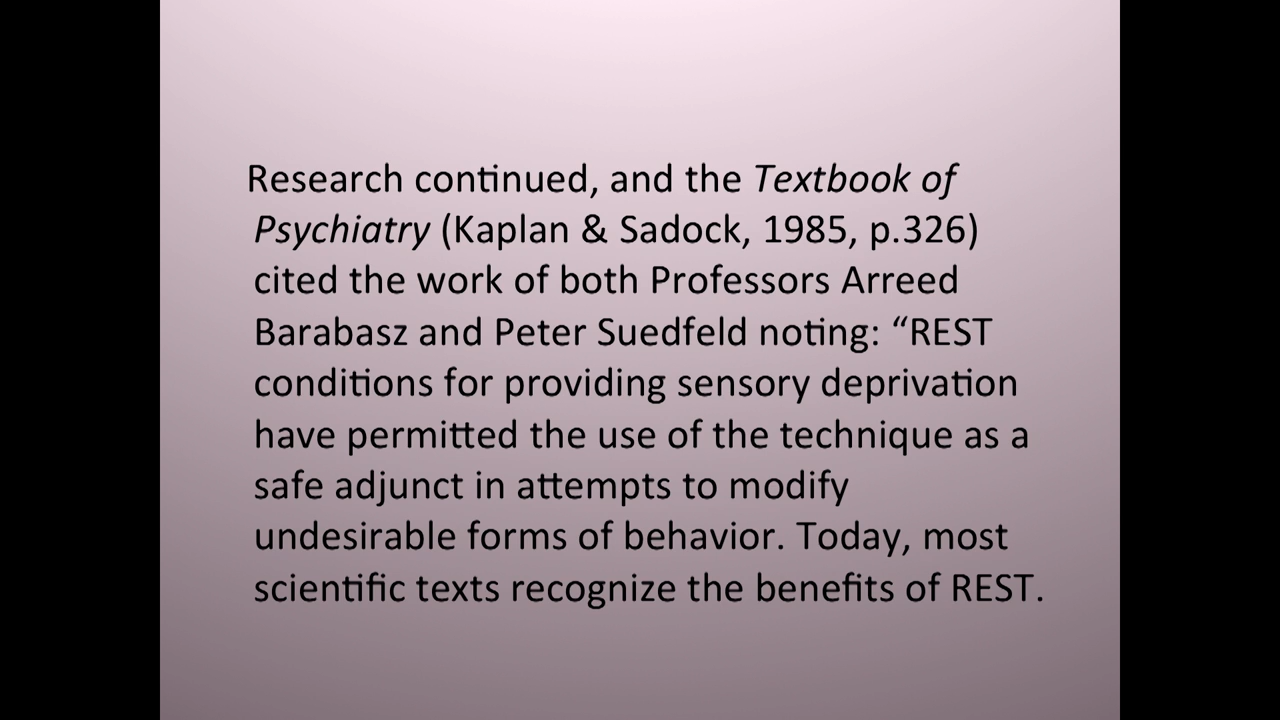 Research continued, and the Textbook of
Psychiatry (Kaplan & Sadock, 1985, p.326)
cited the work of both Professors Arreed
Barabasz and Peter Suedfeld noting: “REST
conditions for providing sensory deprivation
have permitted the use of the technique as a
safe adjunct in attempts to modify
undesirable forms of behavior. Today, most
scientific texts recognize the benefits of REST.